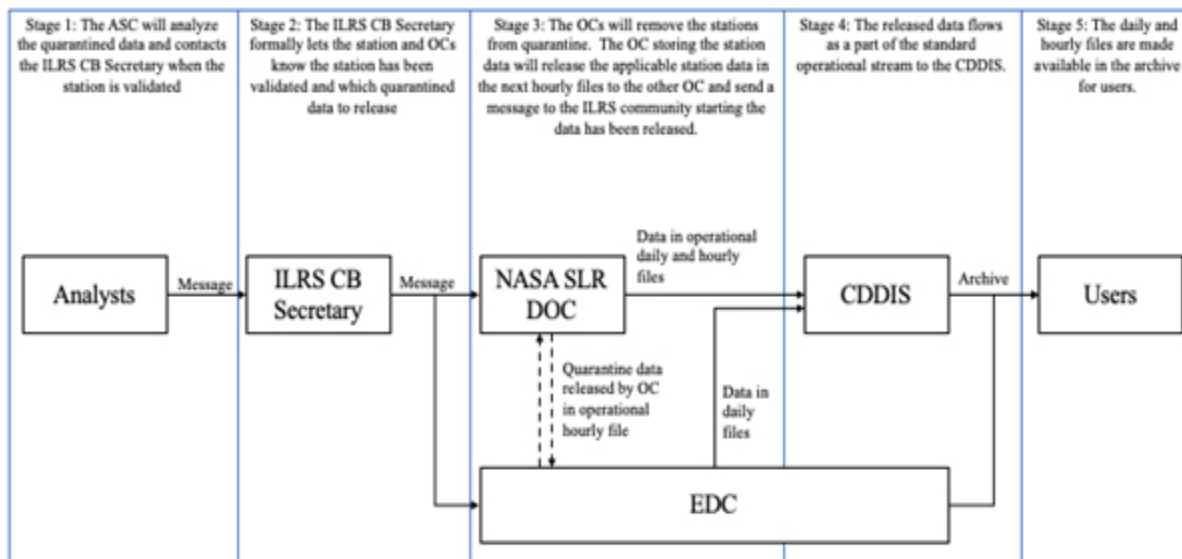 Stage 1: The ASC will analyze
the quarantined data and contacts
the ILRS CB Secretary when the
station is validated
Stage 2: The ILRS CB Secretary
formally lets the station and OCs
know the station has been
validated and which quarantined
data to release
Stage 3: The OCs will remove the stations
from quarantine. The OC storing the station
data will release the applicable station data in
the next hourly files to the other OC and send a
message to the ILRS community starting the
data has been released.
Stage 4: The released data flows
as a part of the standard
operational stream to the CDDIS.
Stage 5: The daily and
hourly files are made
available in the archive
for users.
Analysts
Message
ILRS CB
Secretary
Message
NASA SLR
DOC
Data in operational
daily and hourly
files
CDDIS
Archive
Users
Quarantine data
released by OC
in operational
hourly file
Data in
daily
files
EDC